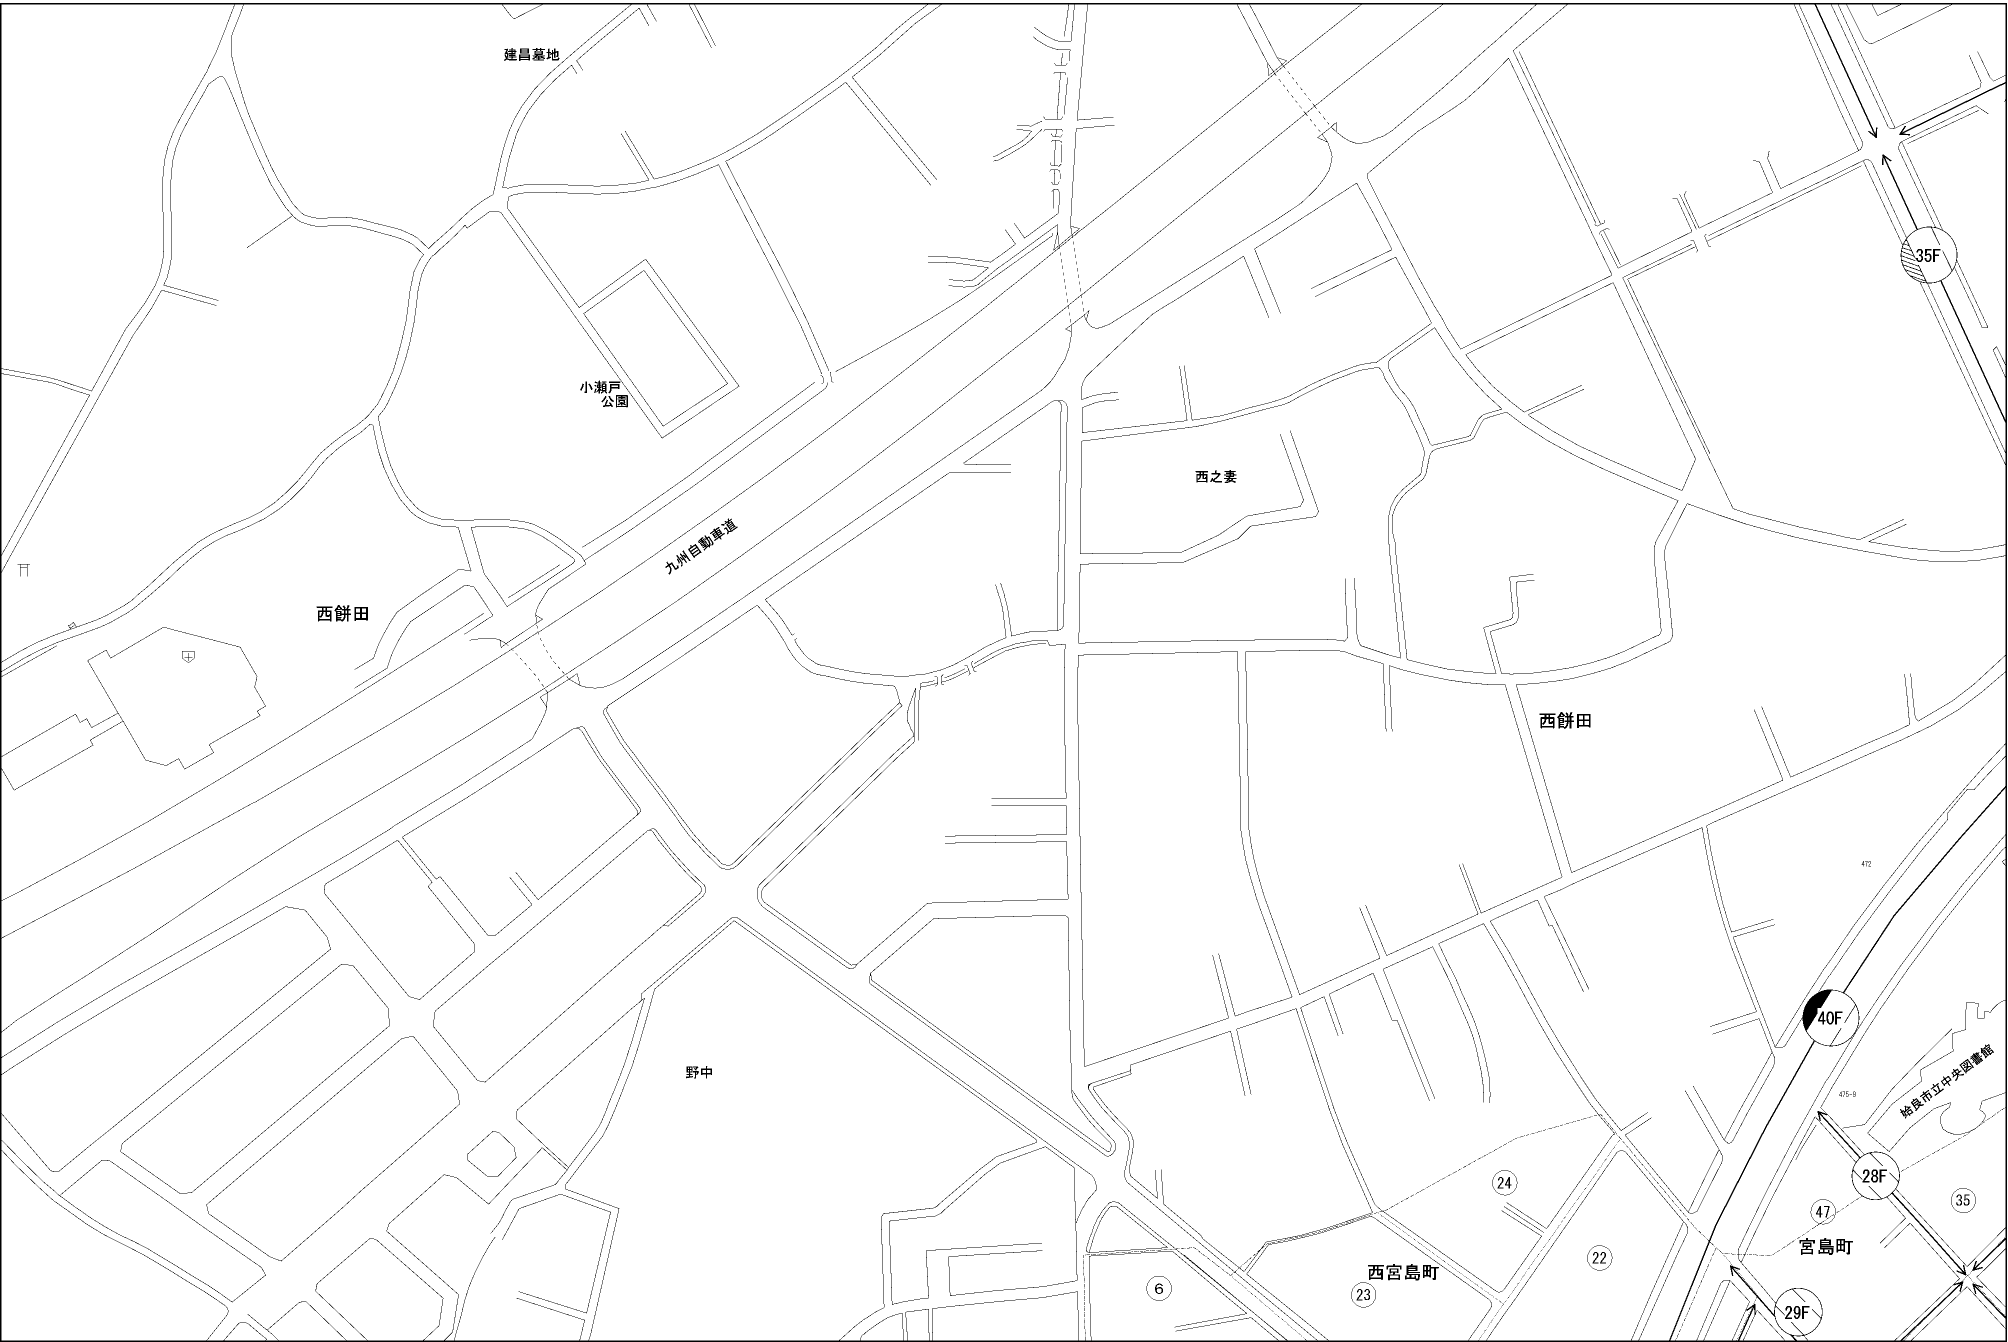 建昌墓地
35F
小瀬戸
公園
西之妻
九州自動車道
西餅田
西餅田
472
40F
姶良市立中央図書館
野中
475-9
28F
24
35
47
宮島町
22
西宮島町
6
23
29F